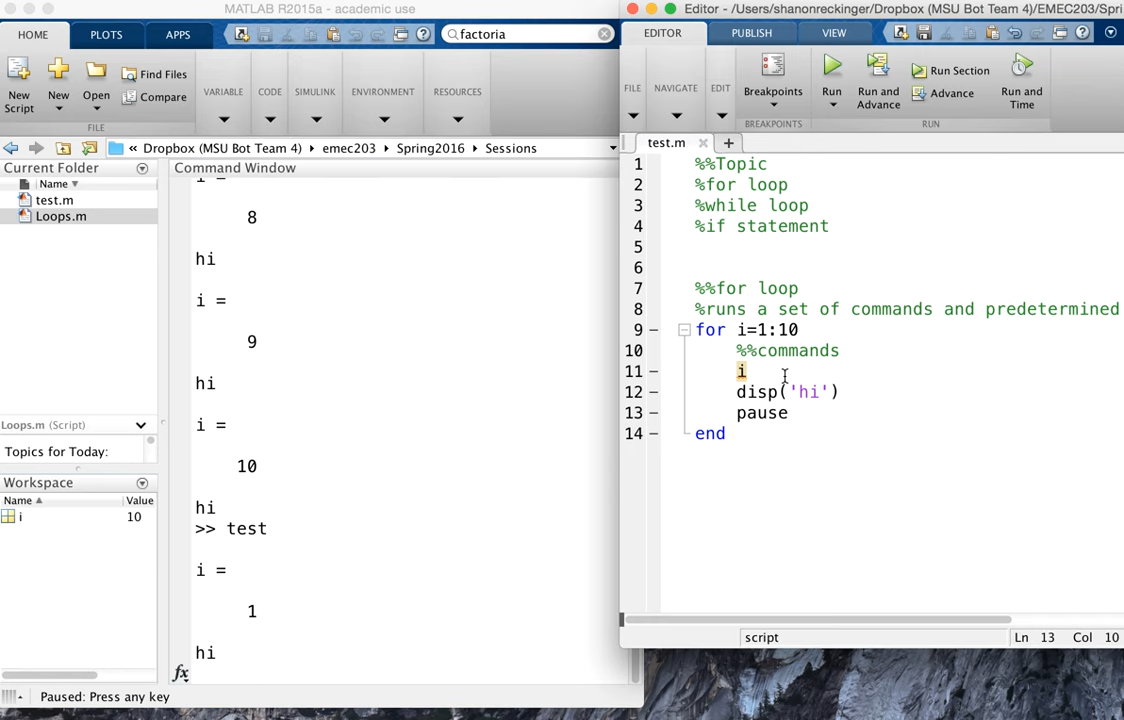 MATLAB R2015a - academic use
HOME PLOTS APPS
factoria
New Script
New
Open
Find Files
Compare
FILE
VARIABLE
CODE
SIMULINK
ENVIRONMENT
RESOURCES
« Dropbox (MSU Bot Team 4) ▸ emec203 ▸ Spring2016 ▸ Sessions
Current Folder
Name
test.m
Loops.m
Loops.m (Script)
Topics for Today:
Workspace
Name Value
i 10
Command Window
i =
8
hi
i =
9
hi
i =
10
hi
>> test
i =
1
hi
fx
Paused: Press any key
Editor - /Users/shanonreckinger/Dropbox (MSU Bot Team 4)/EMEC203/Spri
EDITOR PUBLISH VIEW
FILE
NAVIGATE
EDIT
Breakpoints
BREAKPOINTS
Run
Run and Advance
Run Section
Advance
Run and Time
RUN
test.m
1 %%Topic
2 %for loop
3 %while loop
4 %if statement
5
6
7 %%for loop
8 %runs a set of commands and predetermined
9 for i=1:10
10 %%commands
11 i
12 disp('hi')
13 pause
14 end
script
Ln 13 Col 10